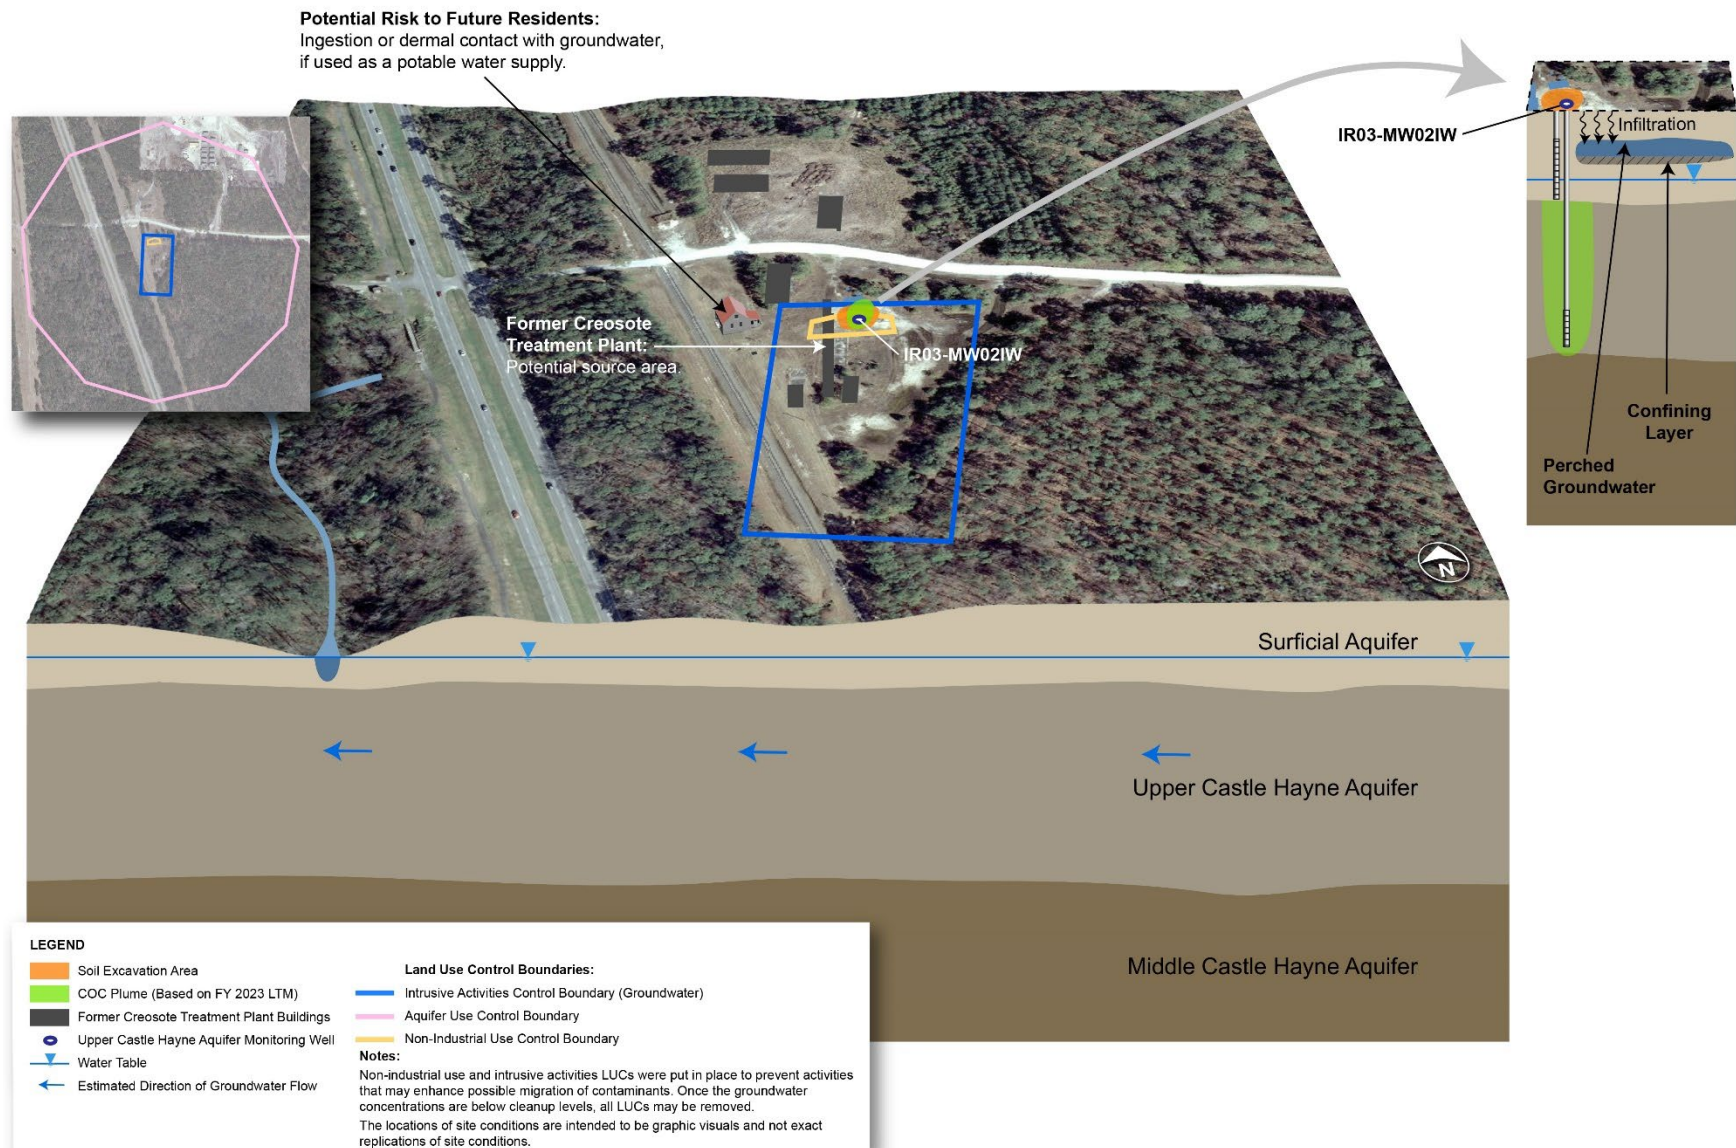 Potential Risk to Future Residents:
Ingestion or dermal contact with groundwater,
if used as a potable water supply.
IR03-MW02IW
Infiltration
Confining
Layer
Perched
Groundwater
Former Creosote
Treatment Plant:
Potential source area.
IR03-MW02IW
N
Surficial Aquifer
Upper Castle Hayne Aquifer
Middle Castle Hayne Aquifer
LEGEND
Soil Excavation Area
COC Plume (Based on FY 2023 LTM)
Former Creosote Treatment Plant Buildings
Upper Castle Hayne Aquifer Monitoring Well
Water Table
Estimated Direction of Groundwater Flow
Land Use Control Boundaries:
Intrusive Activities Control Boundary (Groundwater)
Aquifer Use Control Boundary
Non-Industrial Use Control Boundary
Notes:
Non-industrial use and intrusive activities LUCs were put in place to prevent activities
that may enhance possible migration of contaminants. Once the groundwater
concentrations are below cleanup levels, all LUCs may be removed.
The locations of site conditions are intended to be graphic visuals and not exact
replications of site conditions.